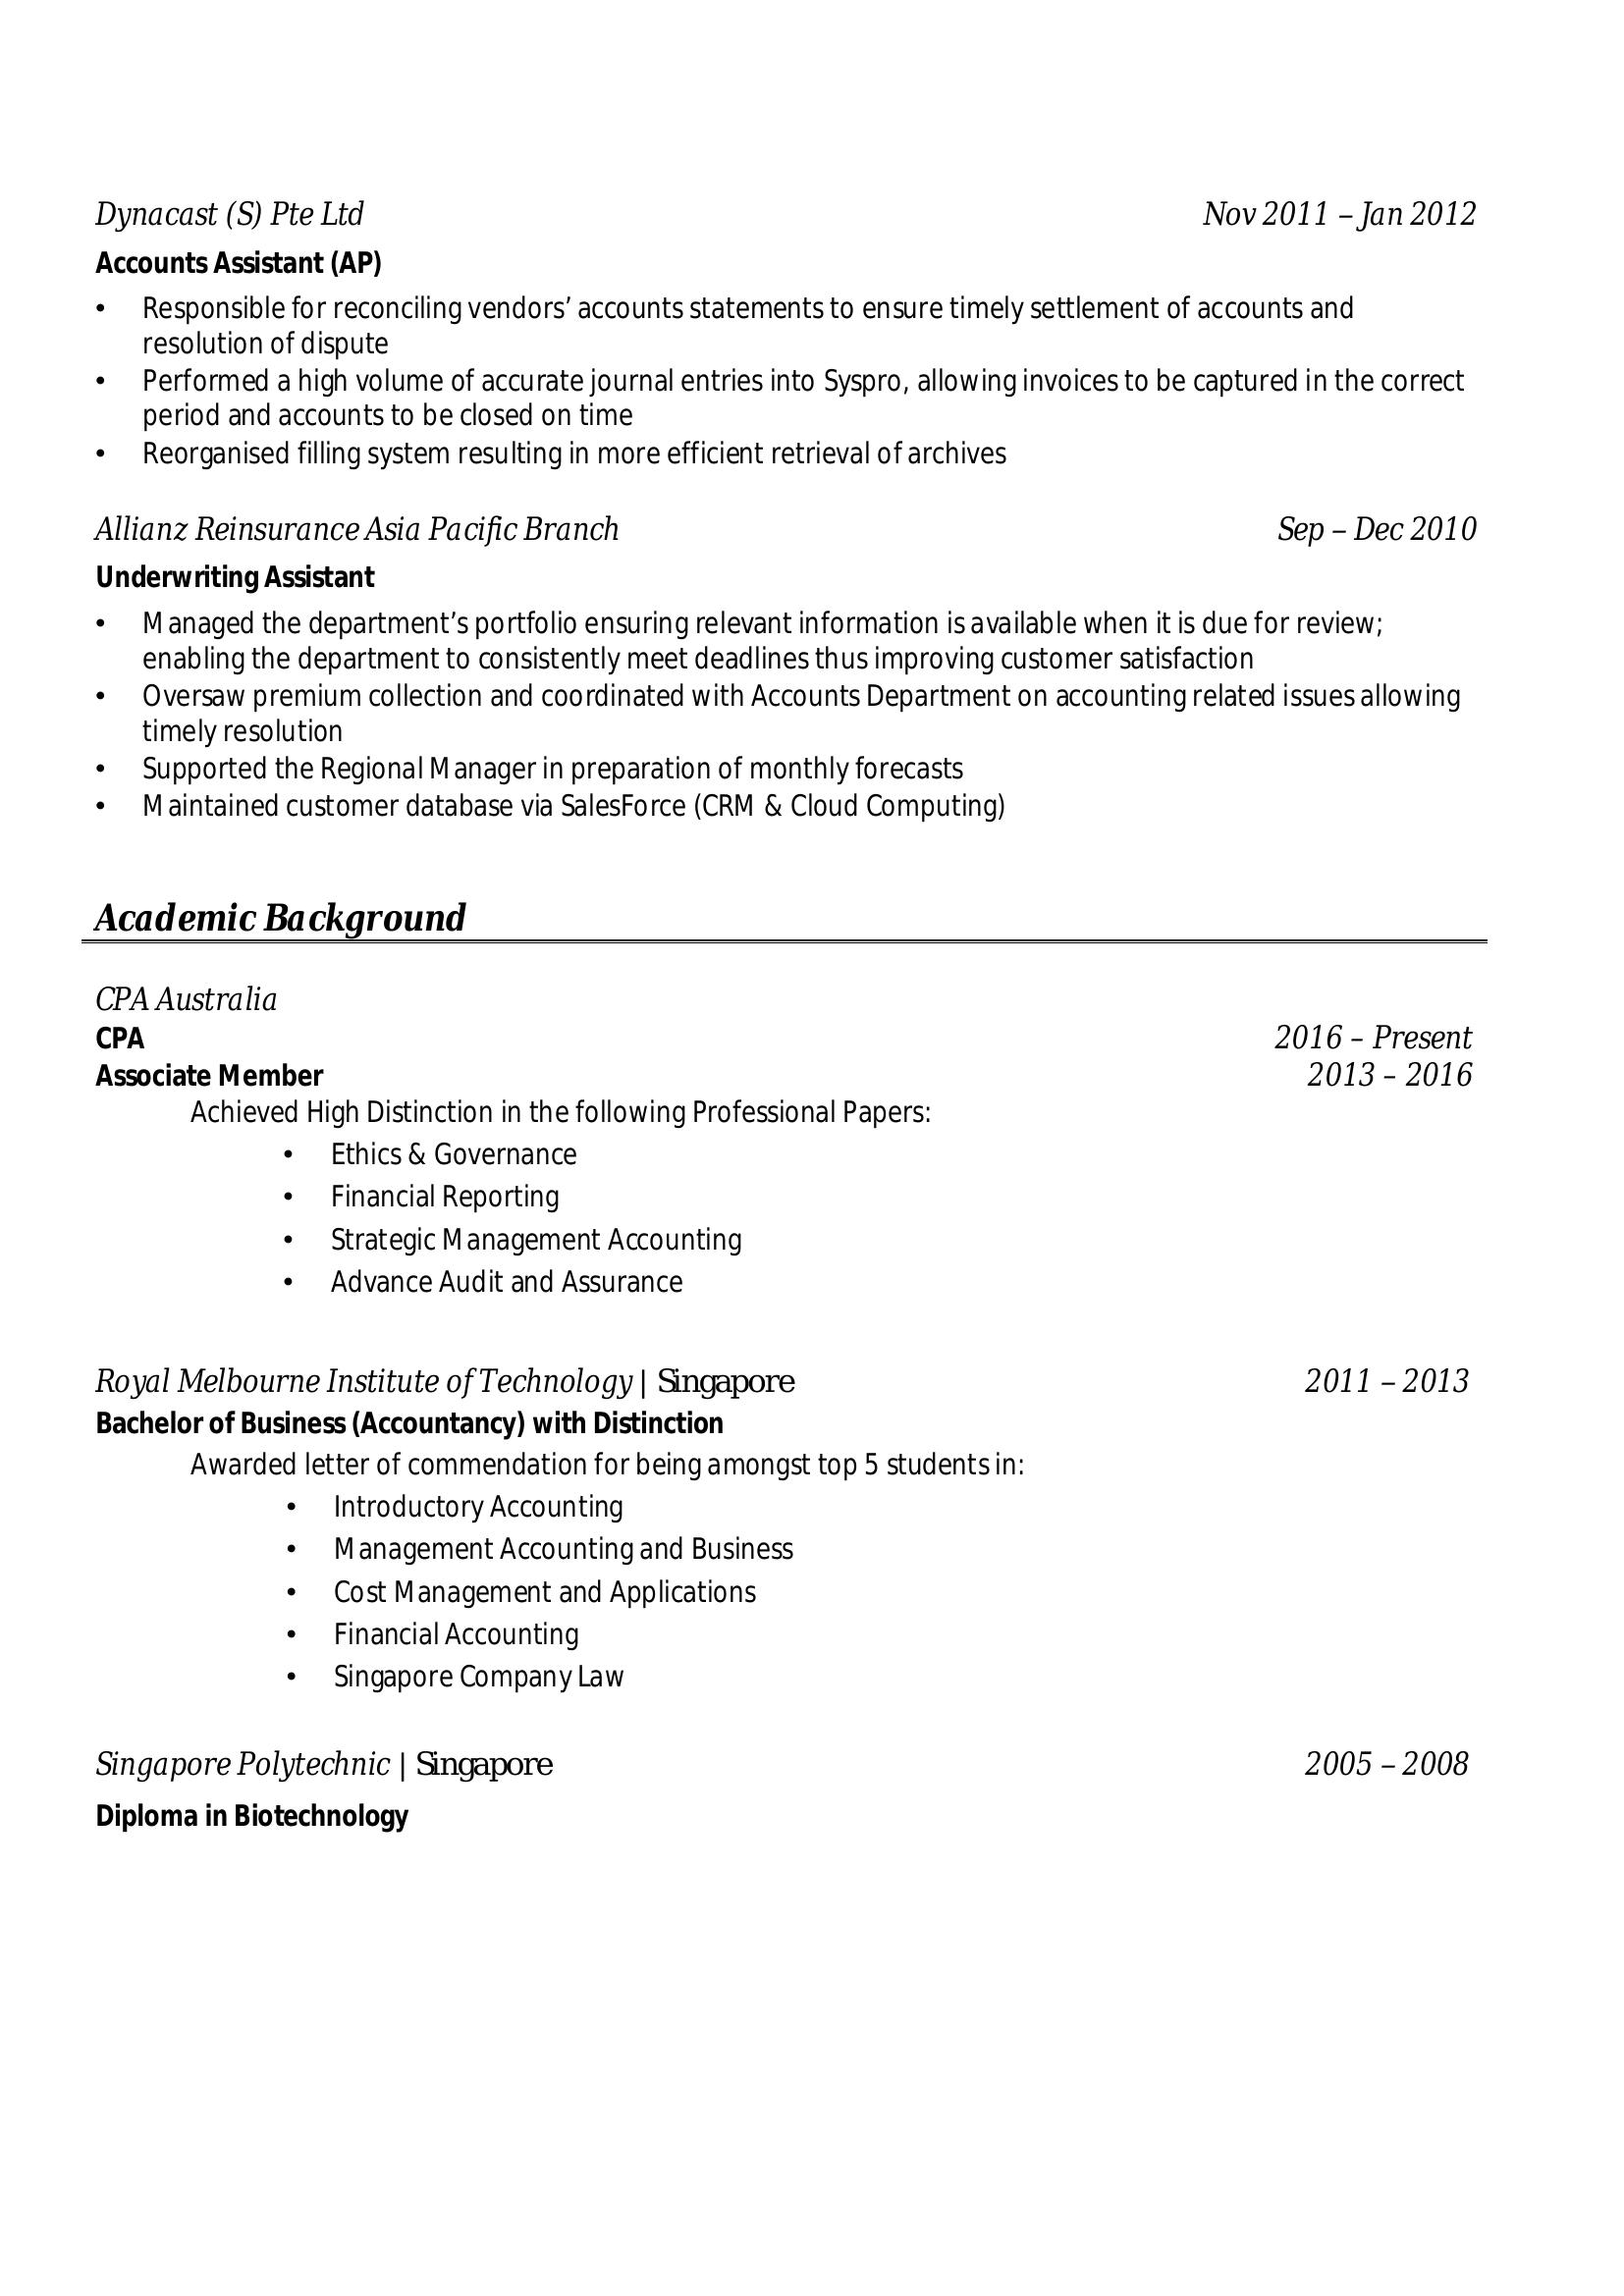 Dynacast (S) Pte Ltd Nov 2011 – Jan 2012
Accounts Assistant (AP)
• Responsible for reconciling vendors’ accounts statements to ensure timely settlement of accounts and
resolution of dispute
• Performed a high volume of accurate journal entries into Syspro, allowing invoices to be captured in the correct
period and accounts to be closed on time
• Reorganised filling system resulting in more efficient retrieval of archives
Allianz Reinsurance Asia Pacific Branch Sep – Dec 2010
Underwriting Assistant
• Managed the department’s portfolio ensuring relevant information is available when it is due for review;
enabling the department to consistently meet deadlines thus improving customer satisfaction
• Oversaw premium collection and coordinated with Accounts Department on accounting related issues allowing
timely resolution
• Supported the Regional Manager in preparation of monthly forecasts
• Maintained customer database via SalesForce (CRM & Cloud Computing)
Academic Background
CPA Australia
CPA 2016 – Present
Associate Member 2013 – 2016
Achieved High Distinction in the following Professional Papers:
• Ethics & Governance
• Financial Reporting
• Strategic Management Accounting
• Advance Audit and Assurance
Royal Melbourne Institute of Technology | Singapore 2011 – 2013
Bachelor of Business (Accountancy) with Distinction
Awarded letter of commendation for being amongst top 5 students in:
• Introductory Accounting
• Management Accounting and Business
• Cost Management and Applications
• Financial Accounting
• Singapore Company Law
Singapore Polytechnic | Singapore 2005 – 2008
Diploma in Biotechnology